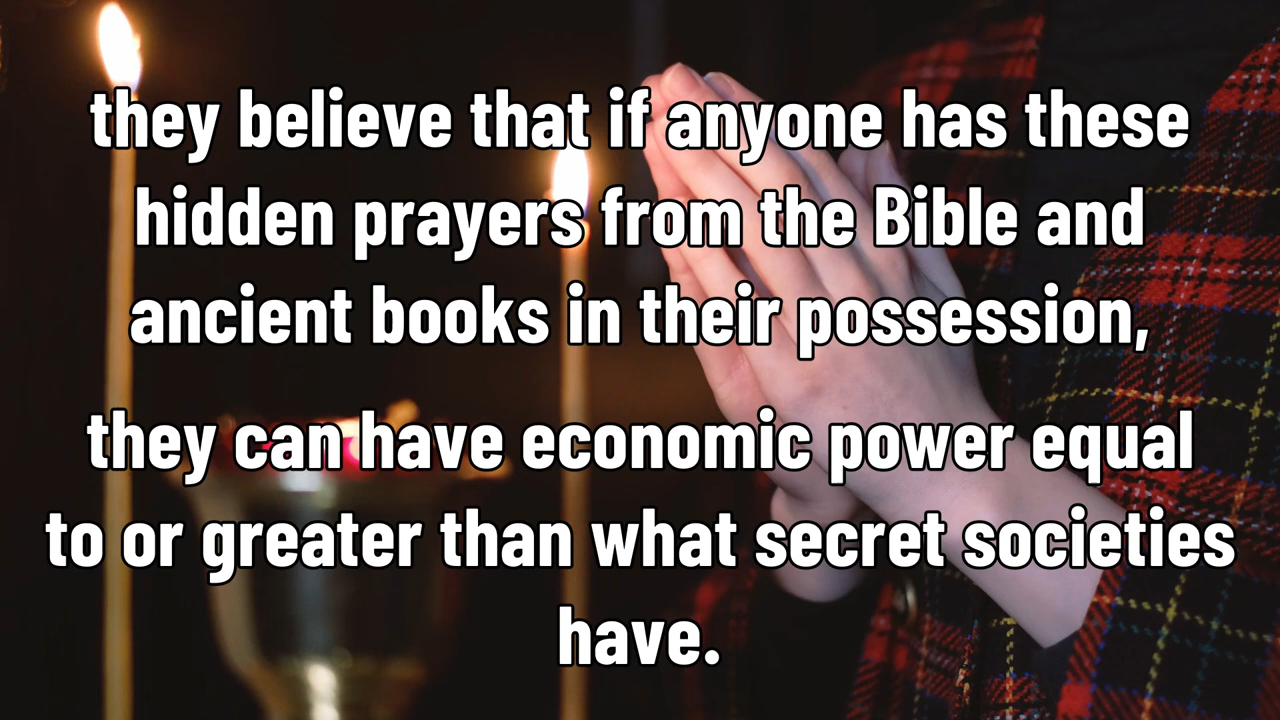 they believe that if anyone has these
hidden prayers from the Bible and
ancient books in their possession,
they can have economic power equal
to or greater than what secret societies
have.